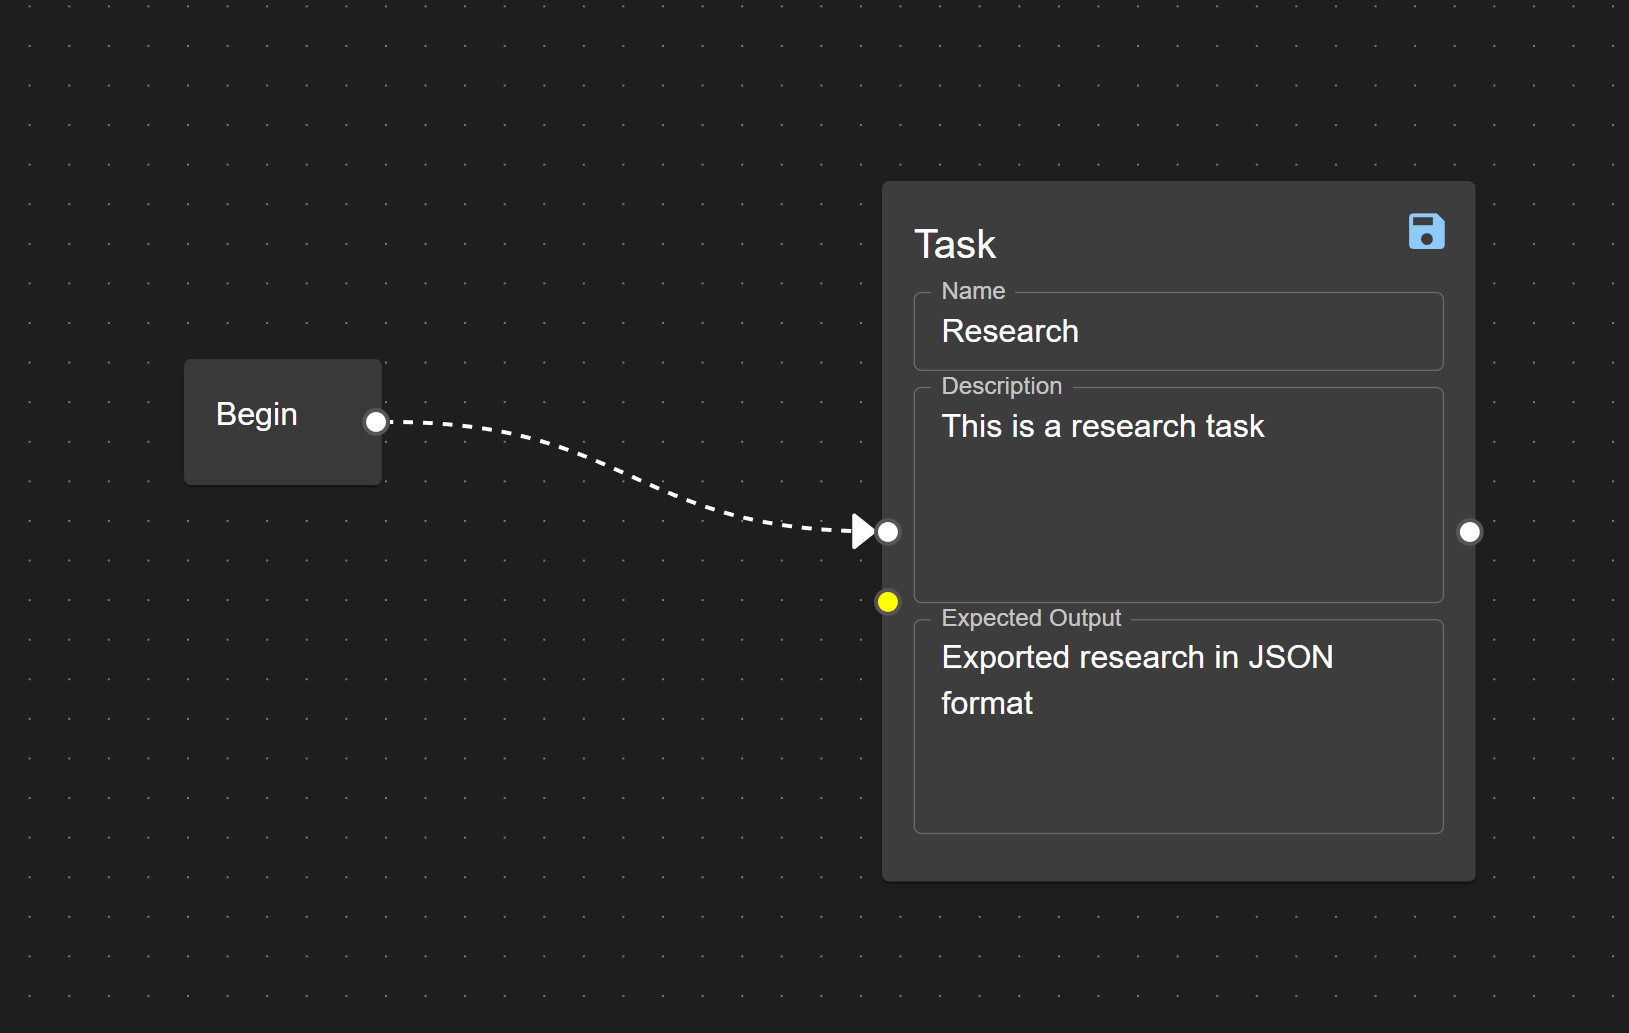 Begin
Task
Name
Research
Description
This is a research task
Expected Output
Exported research in JSON
format